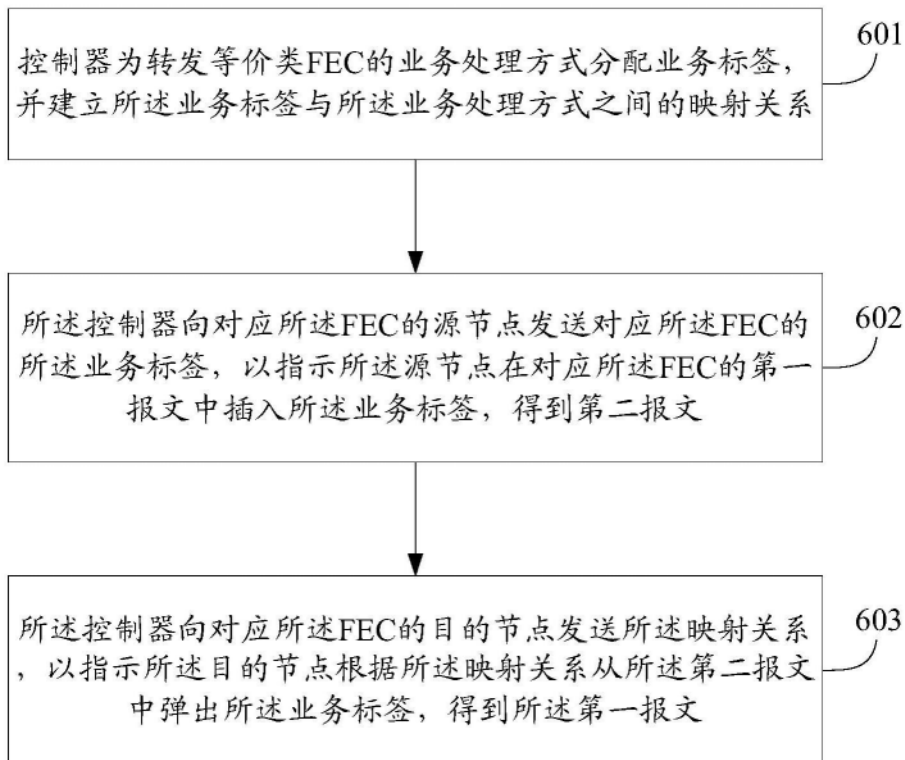 控制器为转发等价类FEC的业务处理方式分配业务标签，
并建立所述业务标签与所述业务处理方式之间的映射关系
601
所述控制器向对应所述FEC的源节点发送对应所述FEC的
所述业务标签，以指示所述源节点在对应所述FEC的第一
报文中插入所述业务标签，得到第二报文
602
所述控制器向对应所述FEC的目的节点发送所述映射关系
，以指示所述目的节点根据所述映射关系从所述第二报文
中弹出所述业务标签，得到所述第一报文
603